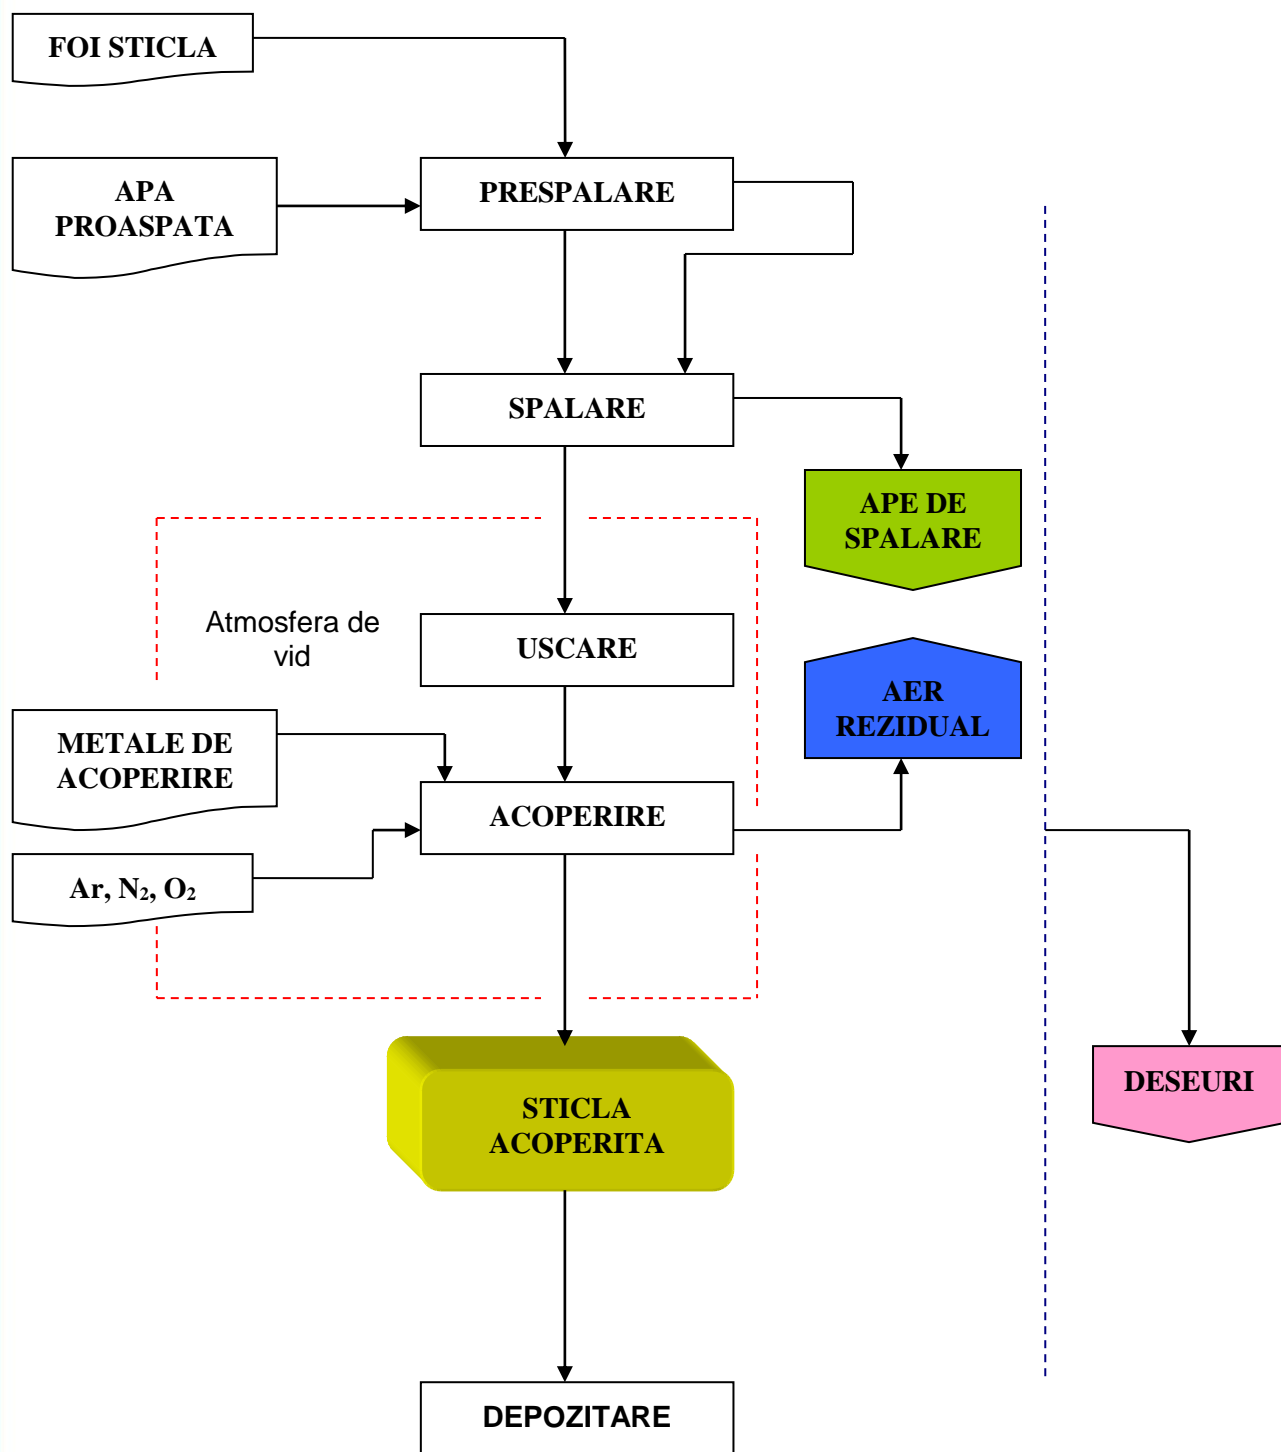 FOI STICLA
APA
PROASPATA
PRESPALARE
SPALARE
APE DE
SPALARE
Atmosfera de
vid
USCARE
AER
REZIDUAL
METALE DE
ACOPERIRE
ACOPERIRE
Ar, N₂, O₂
STICLA
ACOPERITA
DESEURI
DEPOZITARE